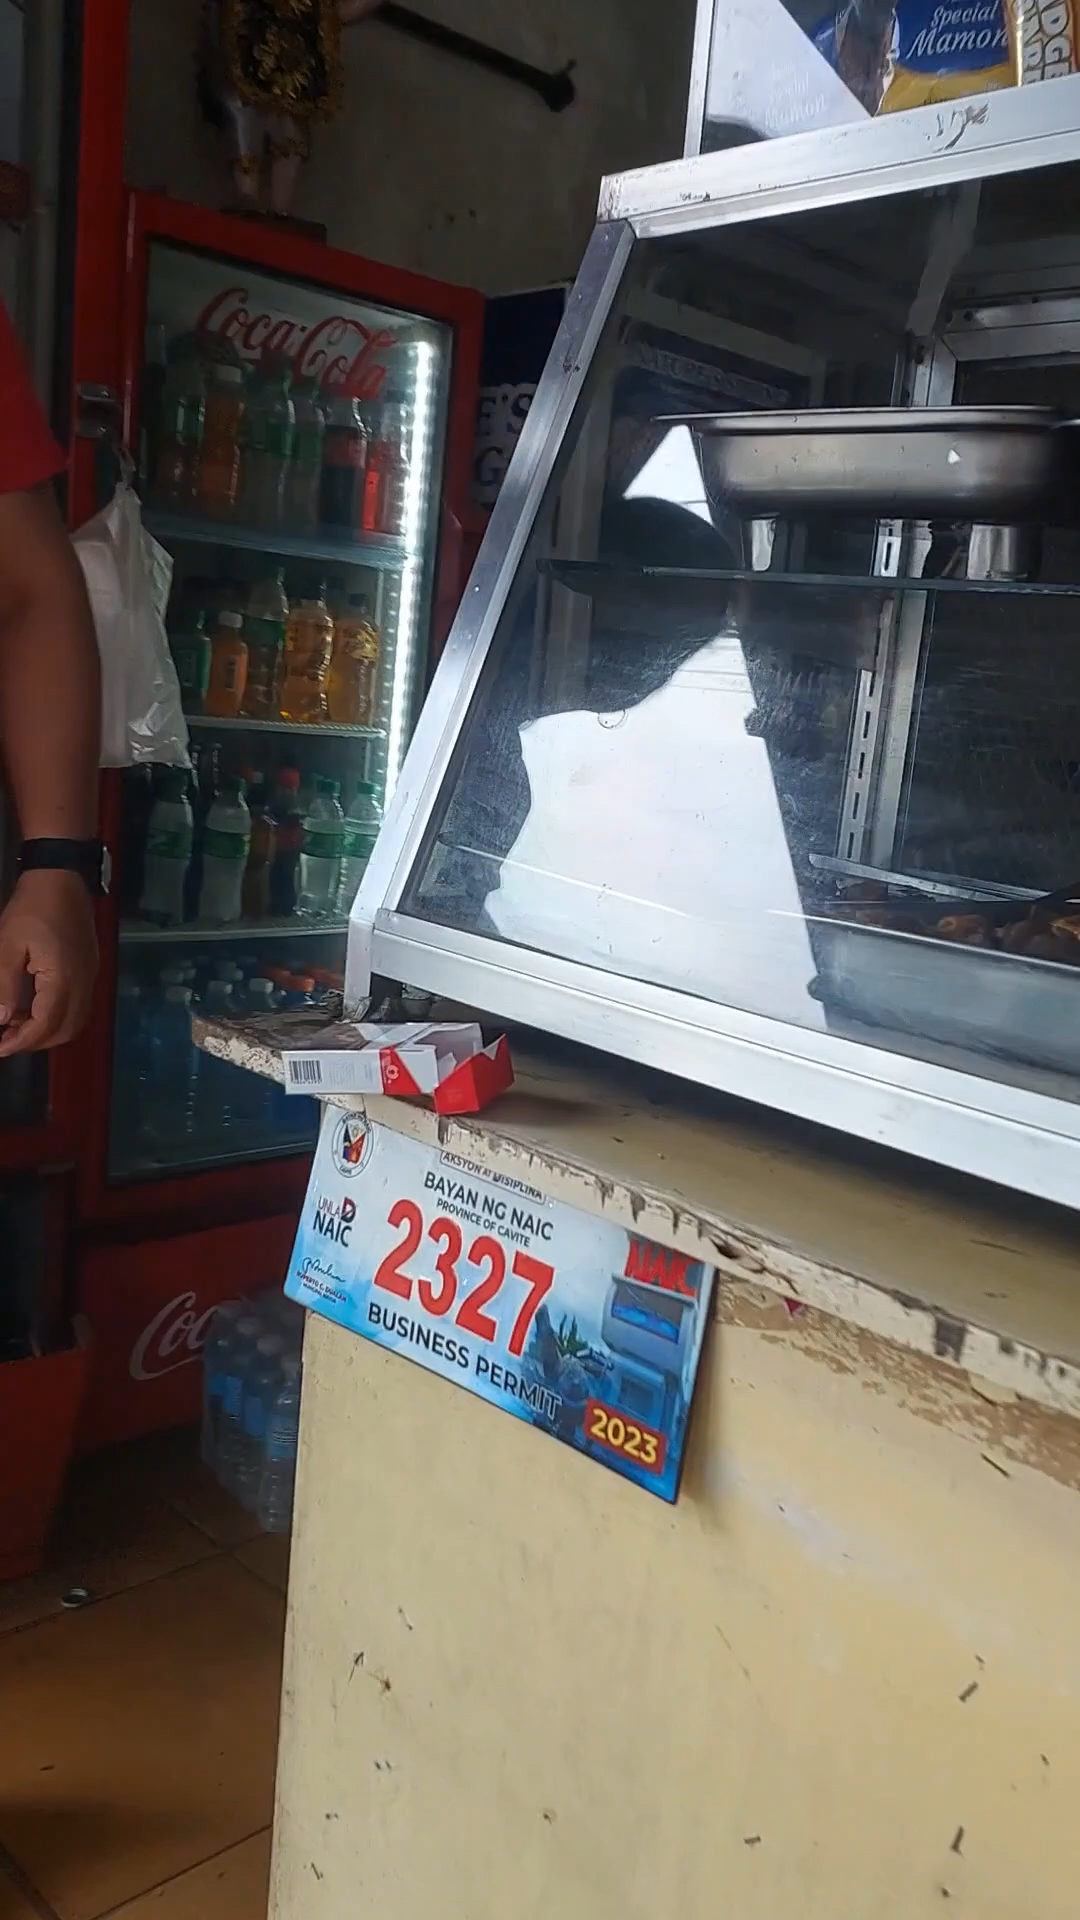 Special
Mamon
Coca-Cola
AKSYON AT DISIPLINA
BAYAN NG NAIC
PROVINCE OF CAVITE
UNLAD
NAIC
2327
NAIC
BUSINESS PERMIT
2023
Coc